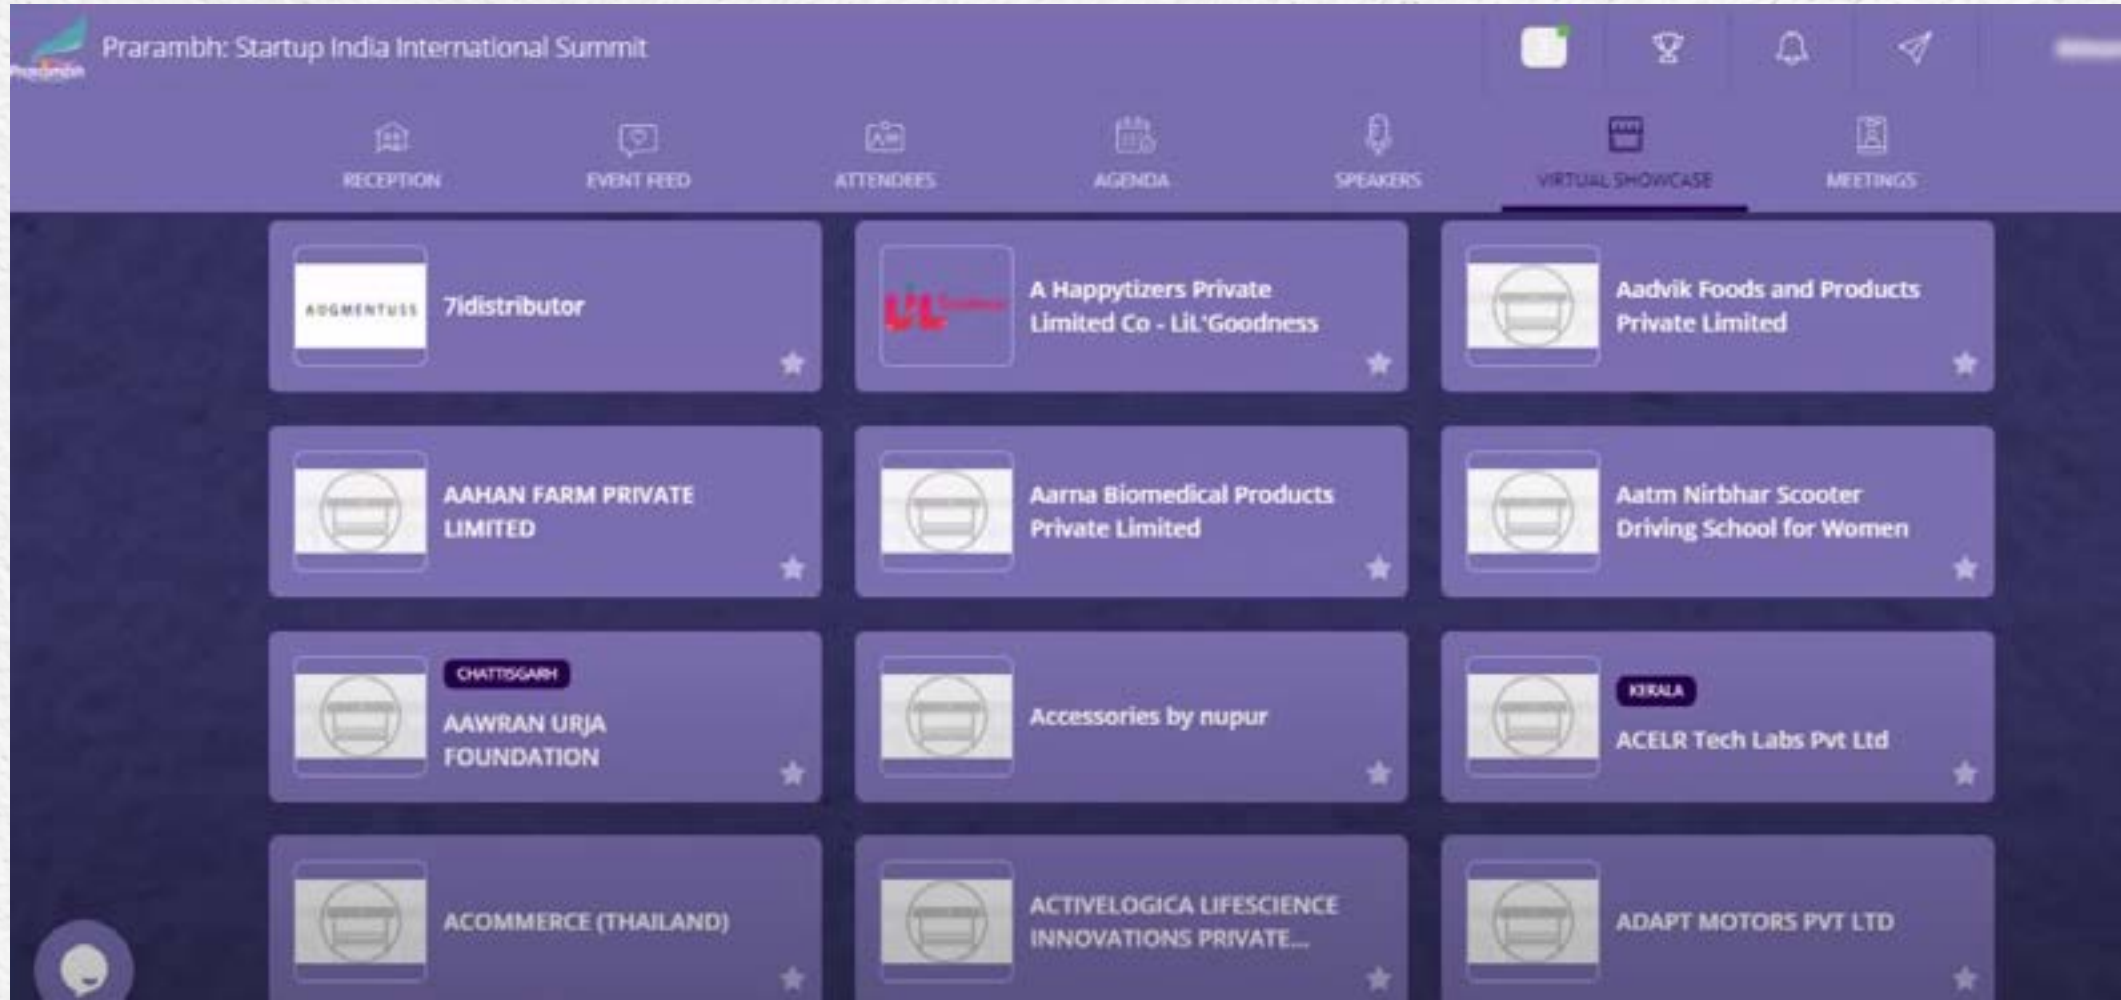 Prarambh
Prarambh: Startup India International Summit
RECEPTION
EVENT FEED
ATTENDEES
AGENDA
SPEAKERS
VIRTUAL SHOWCASE
MEETINGS
AUGMENTUSS
7idistributor
LiL
A Happytizers Private
Limited Co - LiL'Goodness
Aadvik Foods and Products
Private Limited
AAHAN FARM PRIVATE
LIMITED
Aarna Biomedical Products
Private Limited
Aatm Nirbhar Scooter
Driving School for Women
CHATTISGARH
AAWRAN URJA
FOUNDATION
Accessories by nupur
KERALA
ACELR Tech Labs Pvt Ltd
ACOMMERCE (THAILAND)
ACTIVELOGICA LIFESCIENCE
INNOVATIONS PRIVATE...
ADAPT MOTORS PVT LTD